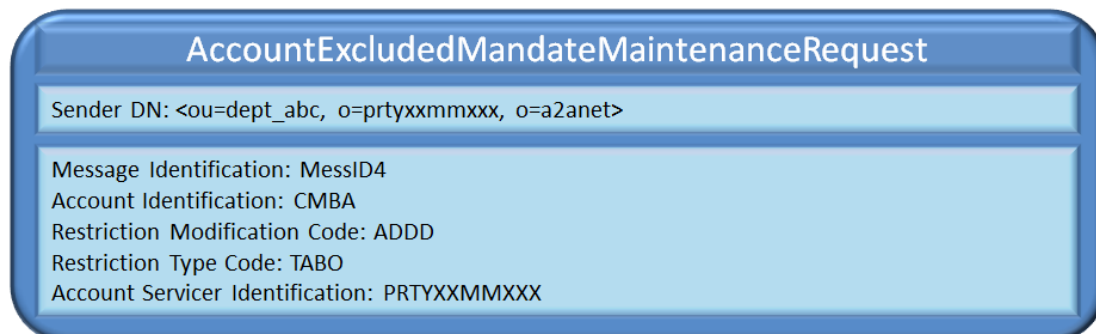 AccountExcludedMandateMaintenanceRequest
Sender DN: <ou=dept_abc, o=prtyxxmmxxx, o=a2anet>
Message Identification: MessID4
Account Identification: CMBA
Restriction Modification Code: ADDD
Restriction Type Code: TABO
Account Servicer Identification: PRTYXXMMXXX